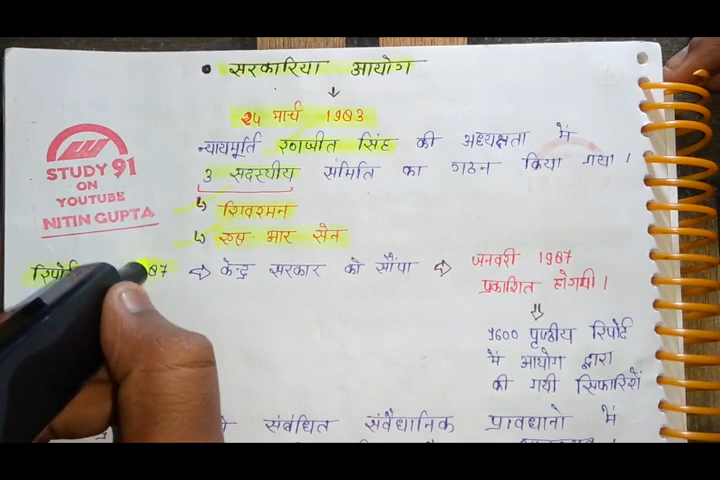 • सरकारिया आयोग
24 मार्च 1983
न्यायमूर्ति रणजीत सिंह की अध्यक्षता में
3 सदस्यीय समिति का गठन किया गया।
शिवरमन
एस आर सेन
रिपोर्ट 87 ⇨ केन्द्र सरकार को सौंपा ⇨ जनवरी 1987
प्रकाशित होगयी।
1600 पृष्ठीय रिपोर्ट
में आयोग द्वारा
की गयी सिफारिशें
से संबंधित संवैधानिक प्रावधानो में
STUDY 91
ON
YOUTUBE
NITIN GUPTA